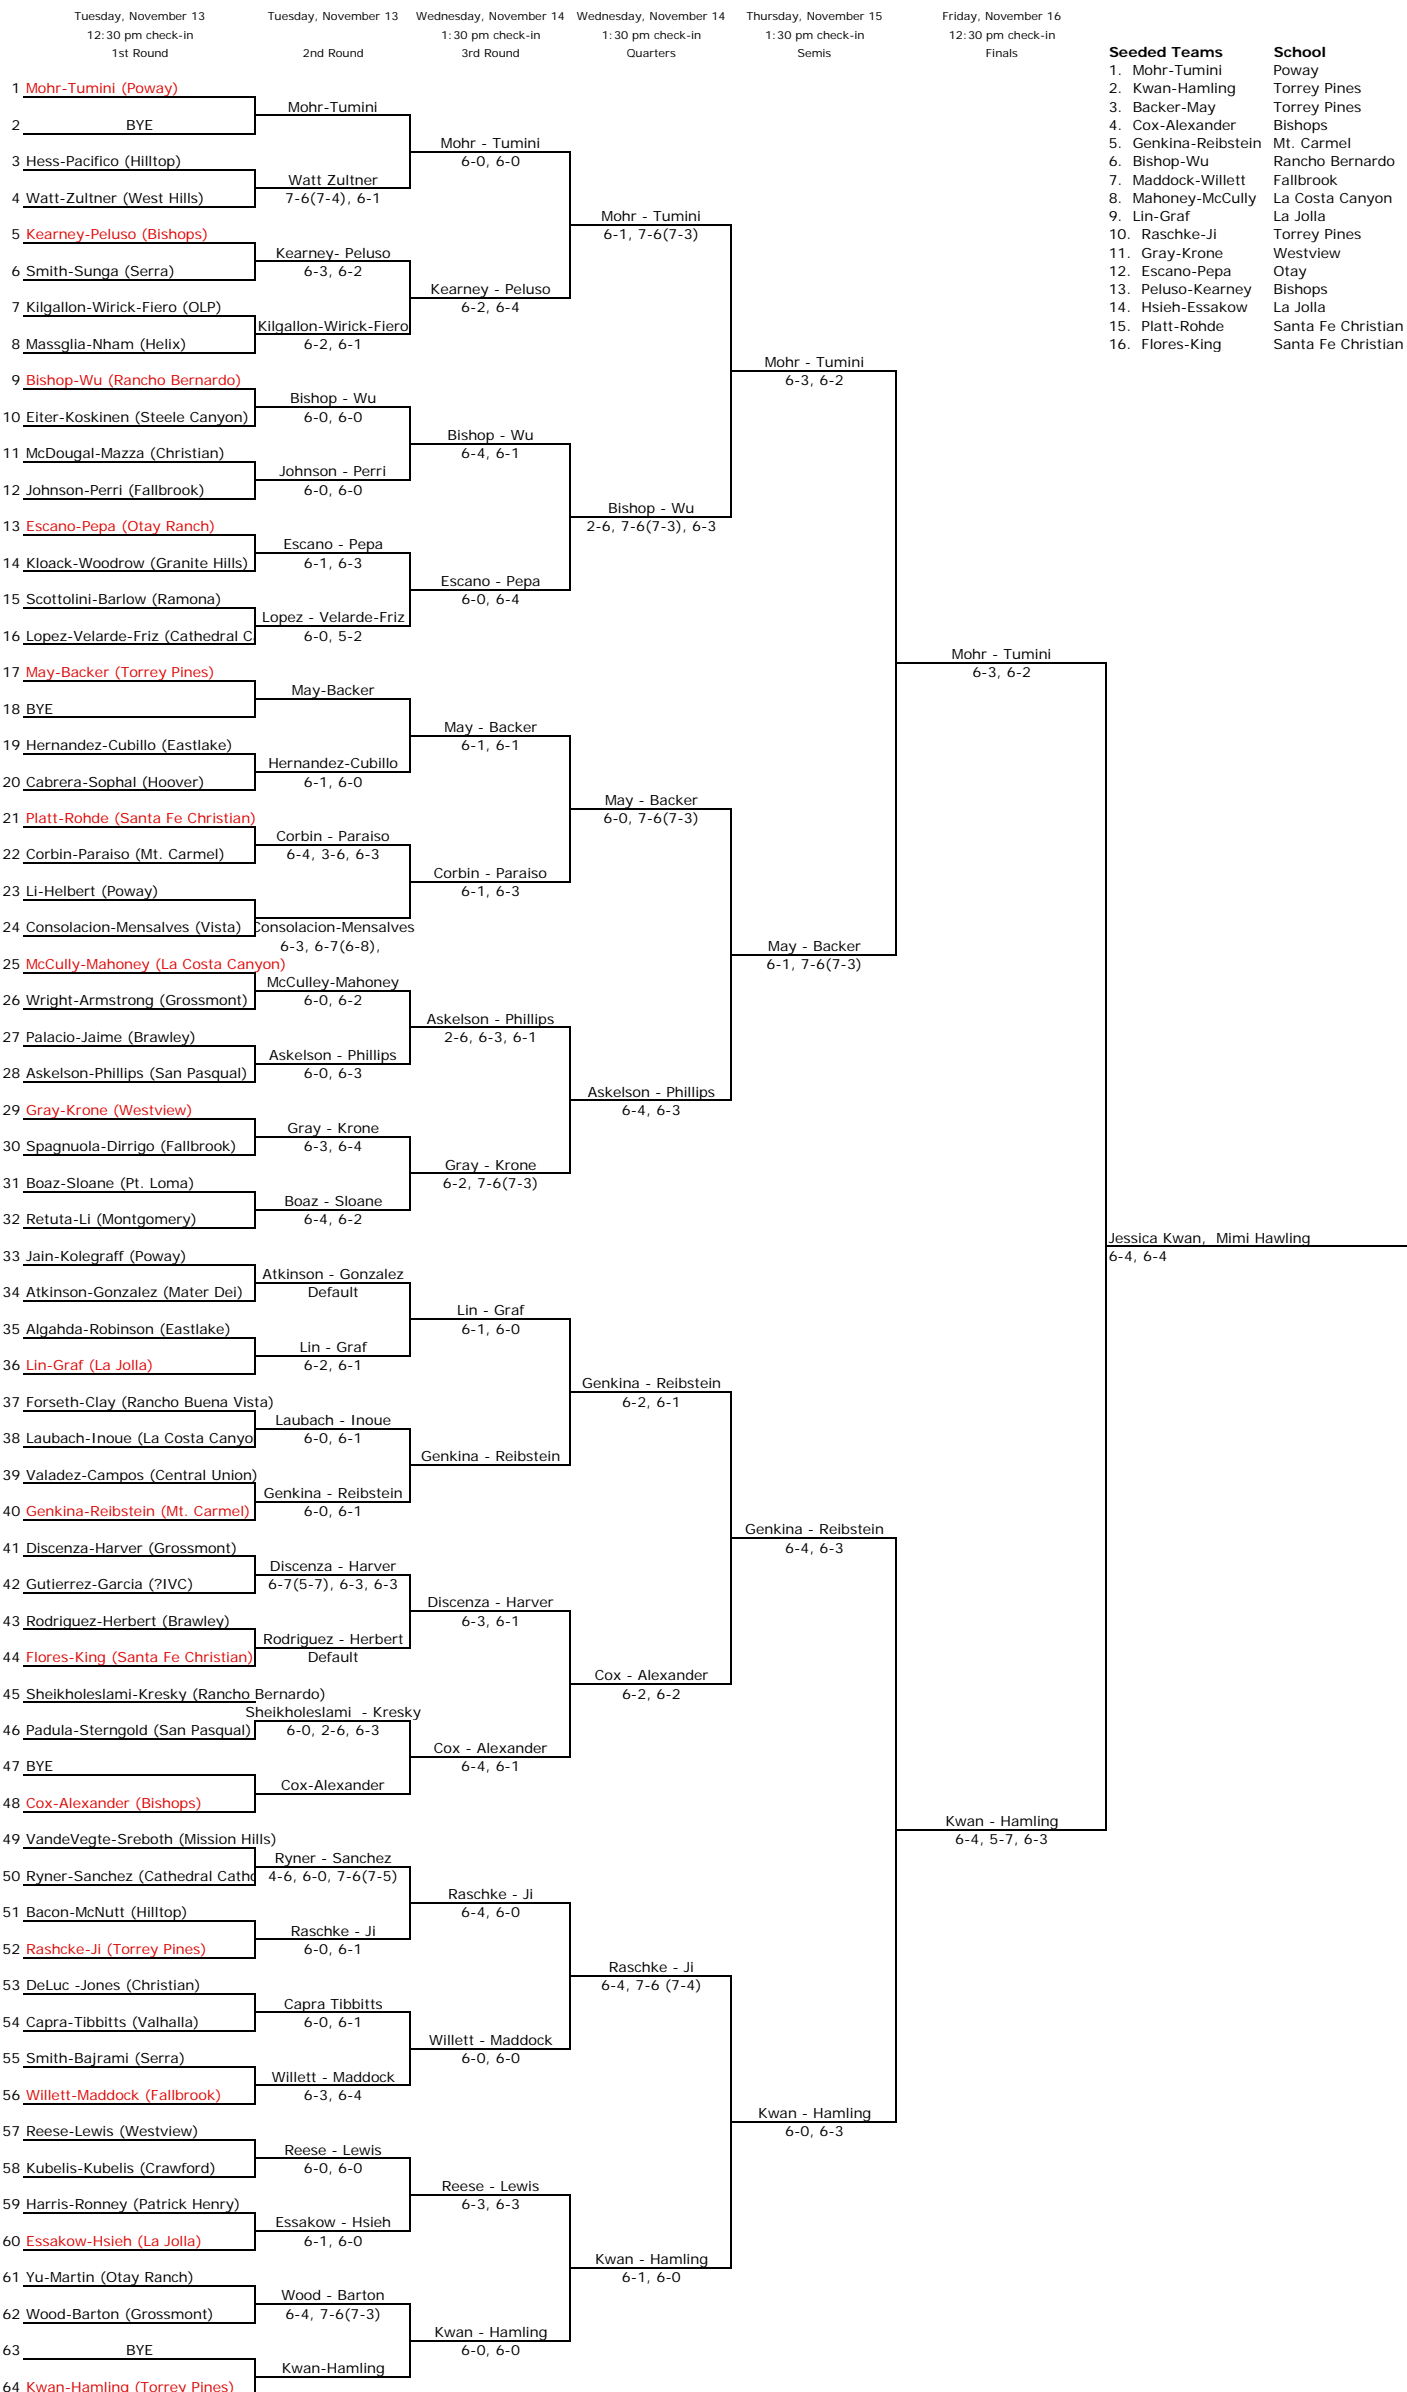 Tuesday, November 13
12:30 pm check-in
1st Round
Tuesday, November 13
2nd Round
Wednesday, November 14
1:30 pm check-in
3rd Round
Wednesday, November 14
1:30 pm check-in
Quarters
Thursday, November 15
1:30 pm check-in
Semis
Friday, November 16
12:30 pm check-in
Finals
Seeded Teams School
1. Mohr-Tumini Poway
2. Kwan-Hamling Torrey Pines
3. Backer-May Torrey Pines
4. Cox-Alexander Bishops
5. Genkina-Reibstein Mt. Carmel
6. Bishop-Wu Rancho Bernardo
7. Maddock-Willett Fallbrook
8. Mahoney-McCully La Costa Canyon
9. Lin-Graf La Jolla
10. Raschke-Ji Torrey Pines
11. Gray-Krone Westview
12. Escano-Pepa Otay
13. Peluso-Kearney Bishops
14. Hsieh-Essakow La Jolla
15. Platt-Rohde Santa Fe Christian
16. Flores-King Santa Fe Christian
1 Mohr-Tumini (Poway)
2 BYE
3 Hess-Pacifico (Hilltop)
4 Watt-Zultner (West Hills)
5 Kearney-Peluso (Bishops)
6 Smith-Sunga (Serra)
7 Kilgallon-Wirick-Fiero (OLP)
8 Massglia-Nham (Helix)
9 Bishop-Wu (Rancho Bernardo)
10 Eiter-Koskinen (Steele Canyon)
11 McDougal-Mazza (Christian)
12 Johnson-Perri (Fallbrook)
13 Escano-Pepa (Otay Ranch)
14 Kloack-Woodrow (Granite Hills)
15 Scottolini-Barlow (Ramona)
16 Lopez-Velarde-Friz (Cathedral C
17 May-Backer (Torrey Pines)
18 BYE
19 Hernandez-Cubillo (Eastlake)
20 Cabrera-Sophal (Hoover)
21 Platt-Rohde (Santa Fe Christian)
22 Corbin-Paraiso (Mt. Carmel)
23 Li-Helbert (Poway)
24 Consolacion-Mensalves (Vista)
25 McCully-Mahoney (La Costa Canyon)
26 Wright-Armstrong (Grossmont)
27 Palacio-Jaime (Brawley)
28 Askelson-Phillips (San Pasqual)
29 Gray-Krone (Westview)
30 Spagnuola-Dirrigo (Fallbrook)
31 Boaz-Sloane (Pt. Loma)
32 Retuta-Li (Montgomery)
33 Jain-Kolegraff (Poway)
34 Atkinson-Gonzalez (Mater Dei)
35 Algahda-Robinson (Eastlake)
36 Lin-Graf (La Jolla)
37 Forseth-Clay (Rancho Buena Vista)
38 Laubach-Inoue (La Costa Canyo
39 Valadez-Campos (Central Union)
40 Genkina-Reibstein (Mt. Carmel)
41 Discenza-Harver (Grossmont)
42 Gutierrez-Garcia (?IVC)
43 Rodriguez-Herbert (Brawley)
44 Flores-King (Santa Fe Christian)
45 Sheikholeslami-Kresky (Rancho Bernardo)
46 Padula-Sterngold (San Pasqual)
47 BYE
48 Cox-Alexander (Bishops)
49 VandeVegte-Sreboth (Mission Hills)
50 Ryner-Sanchez (Cathedral Catho
51 Bacon-McNutt (Hilltop)
52 Rashcke-Ji (Torrey Pines)
53 DeLuc -Jones (Christian)
54 Capra-Tibbitts (Valhalla)
55 Smith-Bajrami (Serra)
56 Willett-Maddock (Fallbrook)
57 Reese-Lewis (Westview)
58 Kubelis-Kubelis (Crawford)
59 Harris-Ronney (Patrick Henry)
60 Essakow-Hsieh (La Jolla)
61 Yu-Martin (Otay Ranch)
62 Wood-Barton (Grossmont)
63 BYE
64 Kwan-Hamling (Torrey Pines)
Mohr-Tumini
Watt Zultner
7-6(7-4), 6-1
Kearney- Peluso
6-3, 6-2
Kilgallon-Wirick-Fiero
6-2, 6-1
Bishop - Wu
6-0, 6-0
Johnson - Perri
6-0, 6-0
Escano - Pepa
6-1, 6-3
Lopez - Velarde-Friz
6-0, 5-2
May-Backer
Hernandez-Cubillo
6-1, 6-0
Corbin - Paraiso
6-4, 3-6, 6-3
Consolacion-Mensalves
6-3, 6-7(6-8),
McCulley-Mahoney
6-0, 6-2
Askelson - Phillips
6-0, 6-3
Gray - Krone
6-3, 6-4
Boaz - Sloane
6-4, 6-2
Atkinson - Gonzalez
Default
Lin - Graf
6-2, 6-1
Laubach - Inoue
6-0, 6-1
Genkina - Reibstein
6-0, 6-1
Discenza - Harver
6-7(5-7), 6-3, 6-3
Rodriguez - Herbert
Default
Sheikholeslami - Kresky
6-0, 2-6, 6-3
Cox-Alexander
Ryner - Sanchez
4-6, 6-0, 7-6(7-5)
Raschke - Ji
6-0, 6-1
Capra Tibbitts
6-0, 6-1
Willett - Maddock
6-3, 6-4
Reese - Lewis
6-0, 6-0
Essakow - Hsieh
6-1, 6-0
Wood - Barton
6-4, 7-6(7-3)
Kwan-Hamling
Mohr - Tumini
6-0, 6-0
Kearney - Peluso
6-2, 6-4
Bishop - Wu
6-4, 6-1
Escano - Pepa
6-0, 6-4
May - Backer
6-1, 6-1
Corbin - Paraiso
6-1, 6-3
Askelson - Phillips
2-6, 6-3, 6-1
Gray - Krone
6-2, 7-6(7-3)
Lin - Graf
6-1, 6-0
Genkina - Reibstein
Discenza - Harver
6-3, 6-1
Cox - Alexander
6-4, 6-1
Raschke - Ji
6-4, 6-0
Willett - Maddock
6-0, 6-0
Reese - Lewis
6-3, 6-3
Kwan - Hamling
6-0, 6-0
Mohr - Tumini
6-1, 7-6(7-3)
Bishop - Wu
2-6, 7-6(7-3), 6-3
May - Backer
6-0, 7-6(7-3)
Askelson - Phillips
6-4, 6-3
Genkina - Reibstein
6-2, 6-1
Cox - Alexander
6-2, 6-2
Raschke - Ji
6-4, 7-6 (7-4)
Kwan - Hamling
6-1, 6-0
Mohr - Tumini
6-3, 6-2
May - Backer
6-1, 7-6(7-3)
Genkina - Reibstein
6-4, 6-3
Kwan - Hamling
6-0, 6-3
Mohr - Tumini
6-3, 6-2
Kwan - Hamling
6-4, 5-7, 6-3
Jessica Kwan, Mimi Hawling
6-4, 6-4